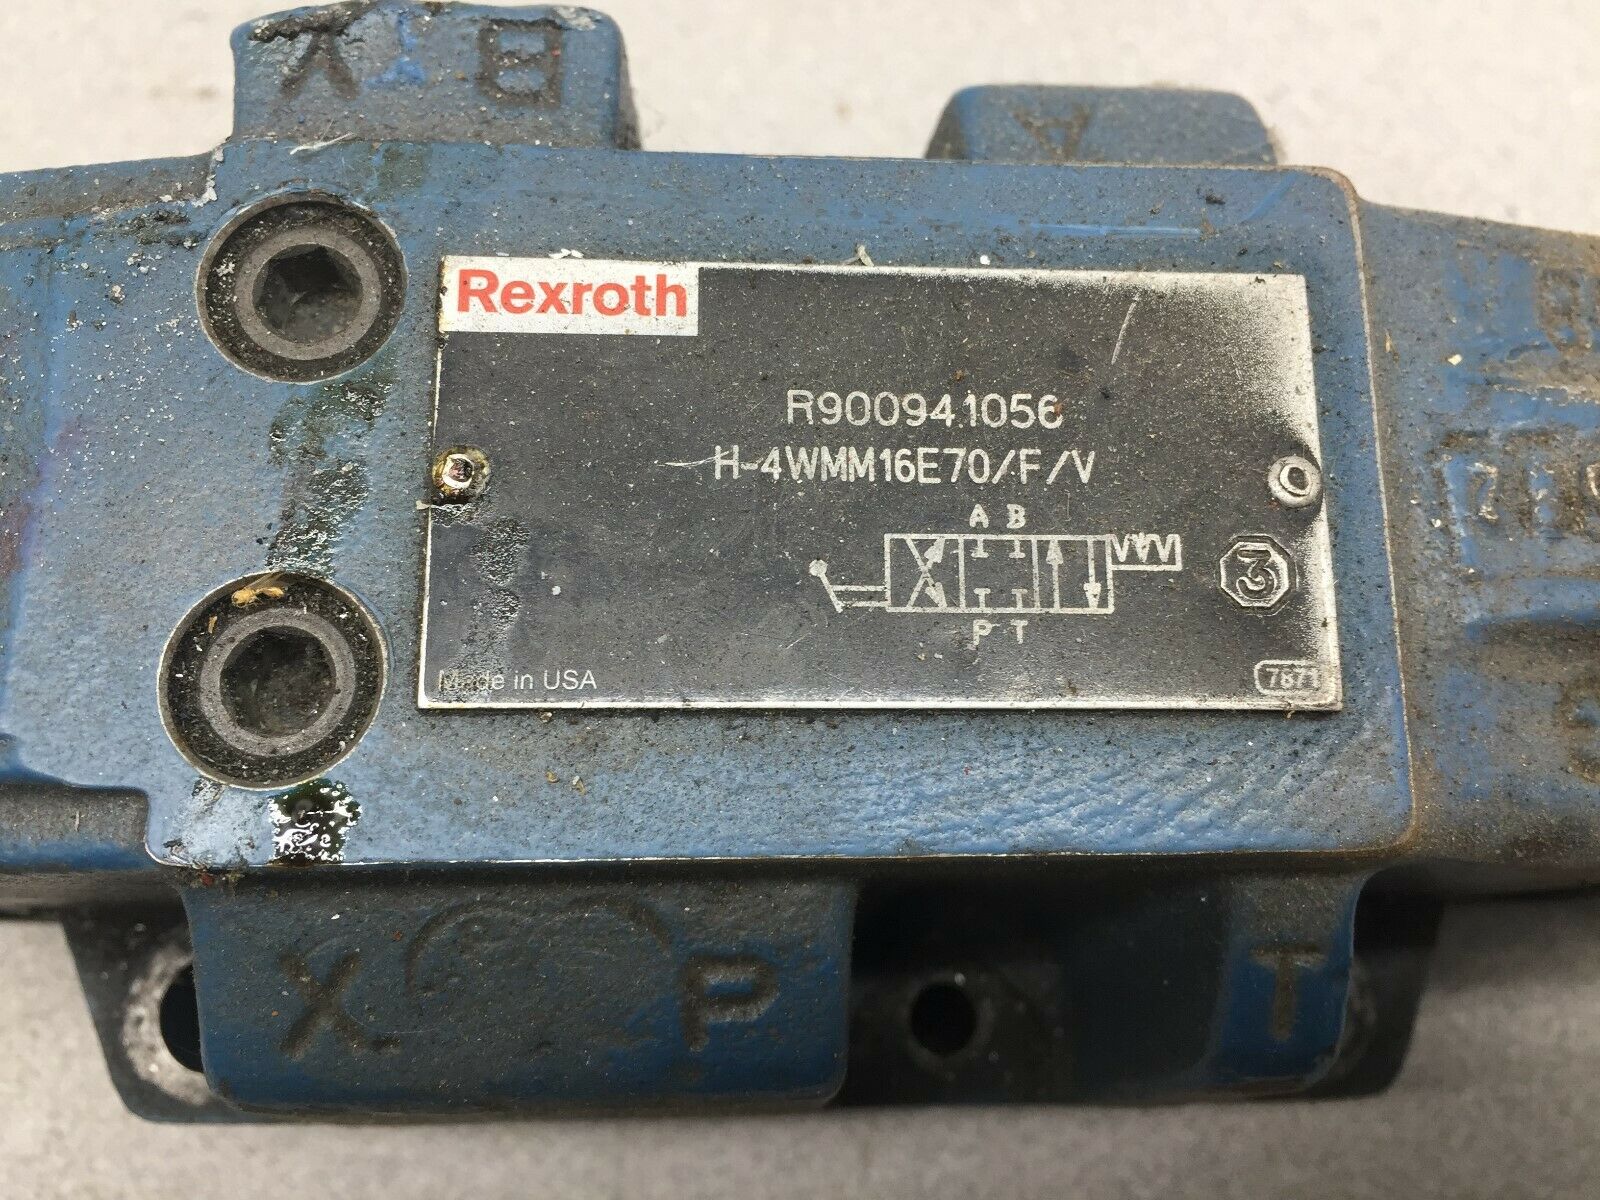 B Y
A
Rexroth
R900941056
H-4WMM16E70/F/V
A B
P T
3
Made in USA
7871
X P T